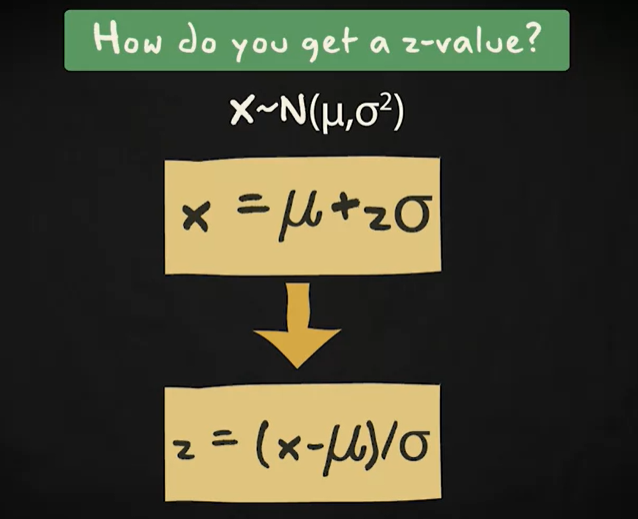 How do you get a z-value?
X~N(μ,σ²)
x = μ+zσ
z = (x-μ)/σ